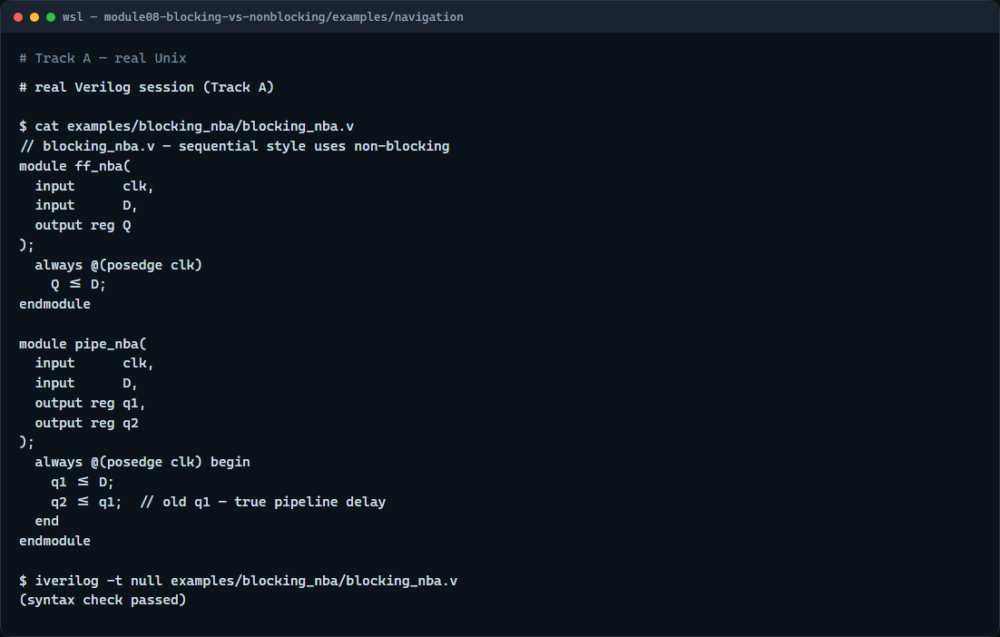 wsl — module08-blocking-vs-nonblocking/examples/navigation
# Track A — real Unix
# real Verilog session (Track A)
$ cat examples/blocking_nba/blocking_nba.v
// blocking_nba.v — sequential style uses non-blocking
module ff_nba(
  input      clk,
  input      D,
  output reg Q
);
  always @(posedge clk)
    Q <= D;
endmodule
module pipe_nba(
  input      clk,
  input      D,
  output reg q1,
  output reg q2
);
  always @(posedge clk) begin
    q1 <= D;
    q2 <= q1;  // old q1 — true pipeline delay
  end
endmodule
$ iverilog -t null examples/blocking_nba/blocking_nba.v
(syntax check passed)